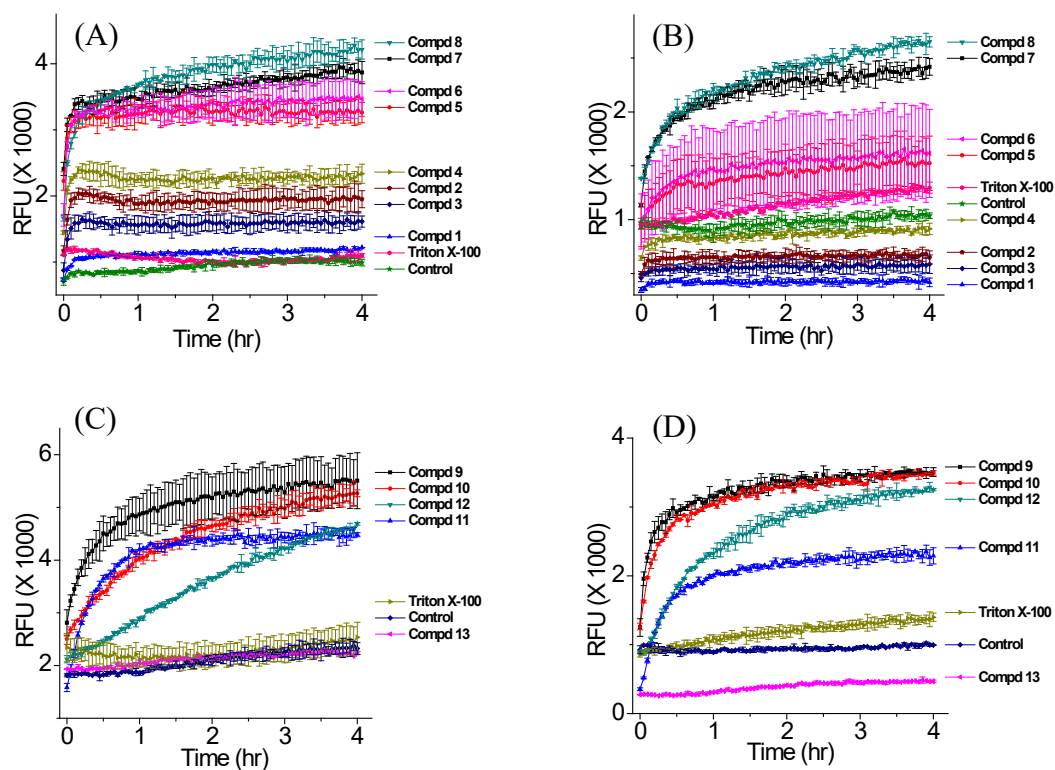 (A)
RFU (X 1000)
4
2
0
1
2
3
4
Time (hr)
Compd 8
Compd 7
Compd 6
Compd 5
Compd 4
Compd 2
Compd 3
Compd 1
Triton X-100
Control
(B)
RFU (X 1000)
2
1
0
1
2
3
4
Time (hr)
Compd 8
Compd 7
Compd 6
Compd 5
Triton X-100
Control
Compd 4
Compd 2
Compd 3
Compd 1
(C)
RFU (X 1000)
6
4
2
0
1
2
3
4
Time (hr)
Compd 9
Compd 10
Compd 12
Compd 11
Triton X-100
Control
Compd 13
(D)
RFU (X 1000)
4
2
0
0
1
2
3
4
Time (hr)
Compd 9
Compd 10
Compd 12
Compd 11
Triton X-100
Control
Compd 13